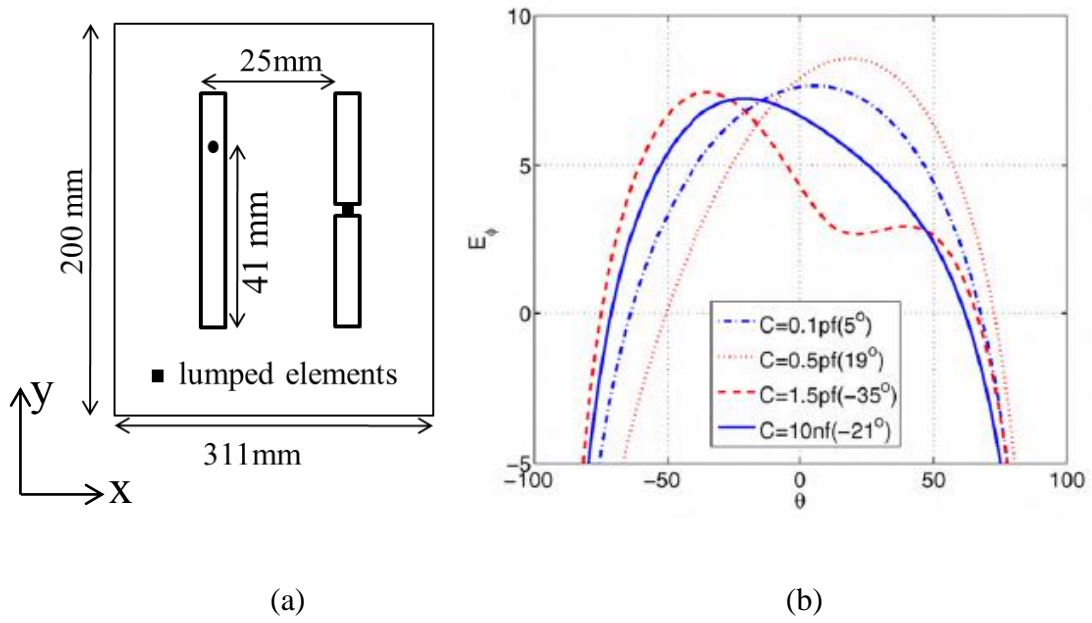 25mm
200 mm
41 mm
lumped elements
311mm
y
x
(a)
10
5
0
-5
-100
-50
0
50
100
θ
E_ϕ
C=0.1pf(5°)
C=0.5pf(19°)
C=1.5pf(-35°)
C=10nf(-21°)
(b)